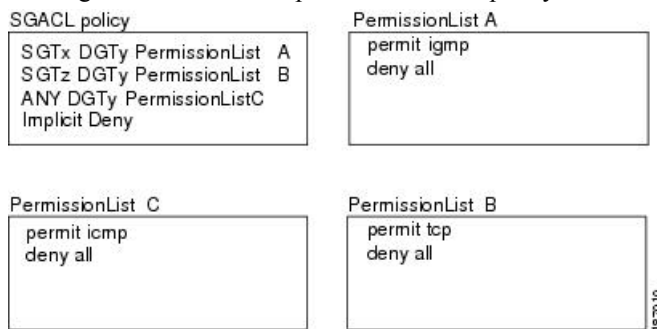 SGACL policy
SGTx DGTy PermissionList A
SGTz DGTy PermissionList B
ANY DGTy PermissionListC
Implicit Deny
PermissionList A
permit igmp
deny all
PermissionList C
permit icmp
deny all
PermissionList B
permit tcp
deny all